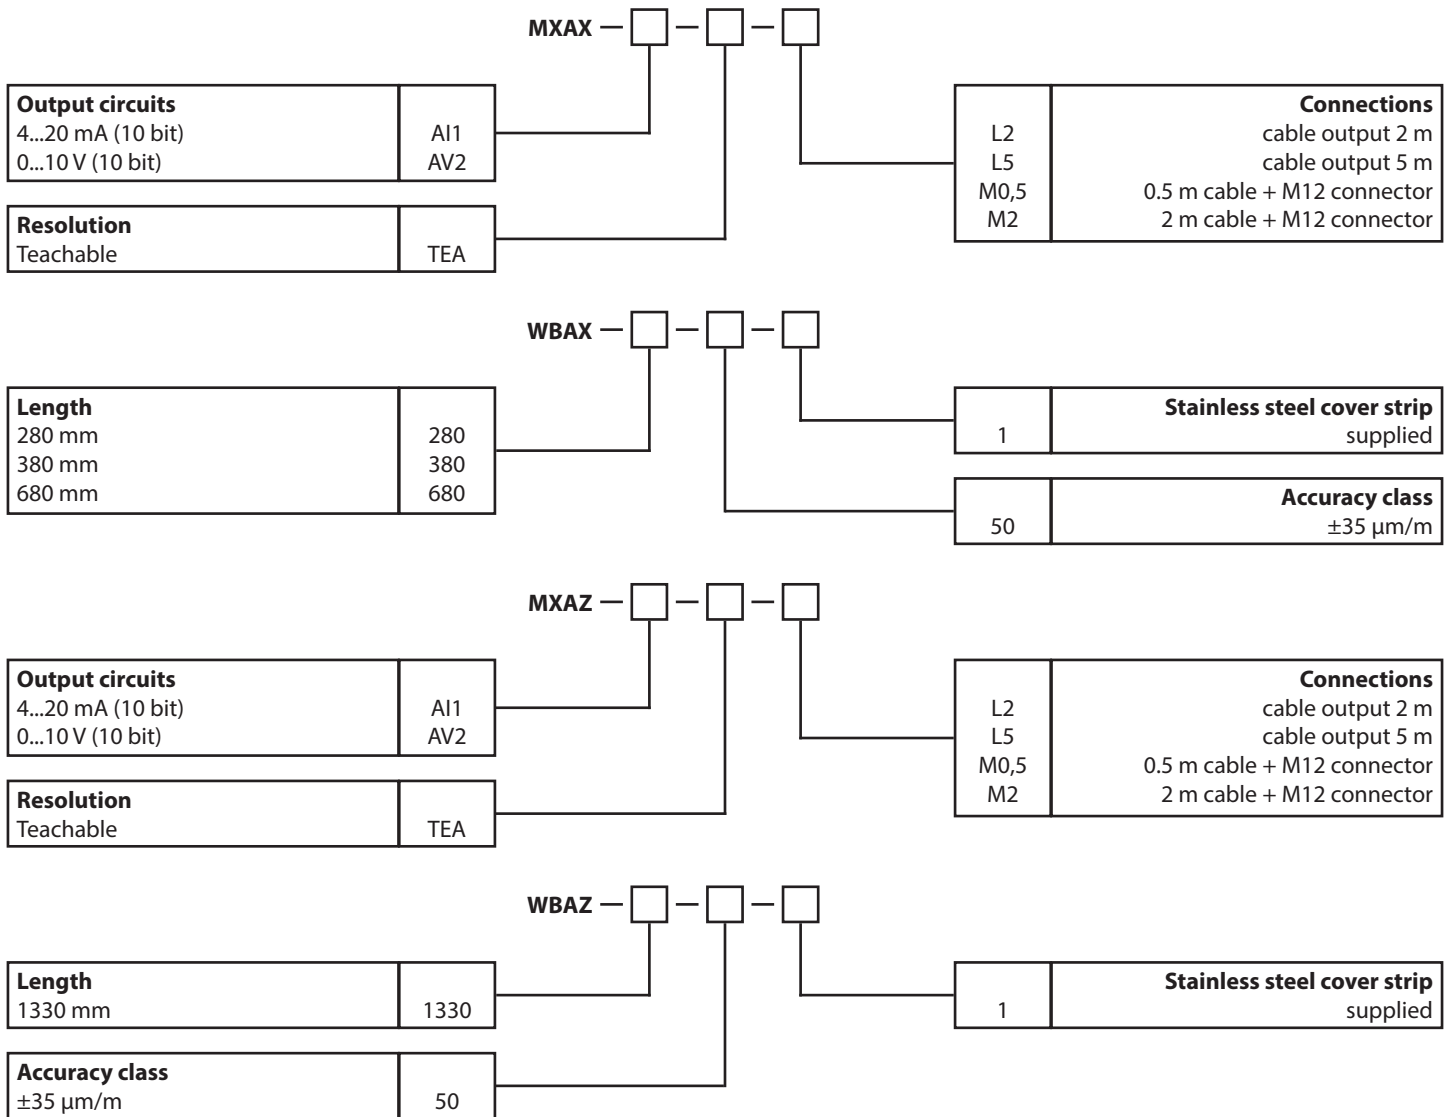 MXAX — □ — □ — □
Output circuits
4...20 mA (10 bit) AI1
0...10 V (10 bit) AV2
Resolution
Teachable TEA
Connections
L2 cable output 2 m
L5 cable output 5 m
M0,5 0.5 m cable + M12 connector
M2 2 m cable + M12 connector
WBAX — □ — □ — □
Length
280 mm 280
380 mm 380
680 mm 680
Stainless steel cover strip
1 supplied
Accuracy class
50 ±35 μm/m
MXAZ — □ — □ — □
Output circuits
4...20 mA (10 bit) AI1
0...10 V (10 bit) AV2
Resolution
Teachable TEA
Connections
L2 cable output 2 m
L5 cable output 5 m
M0,5 0.5 m cable + M12 connector
M2 2 m cable + M12 connector
WBAZ — □ — □ — □
Length
1330 mm 1330
Accuracy class
±35 μm/m 50
Stainless steel cover strip
1 supplied